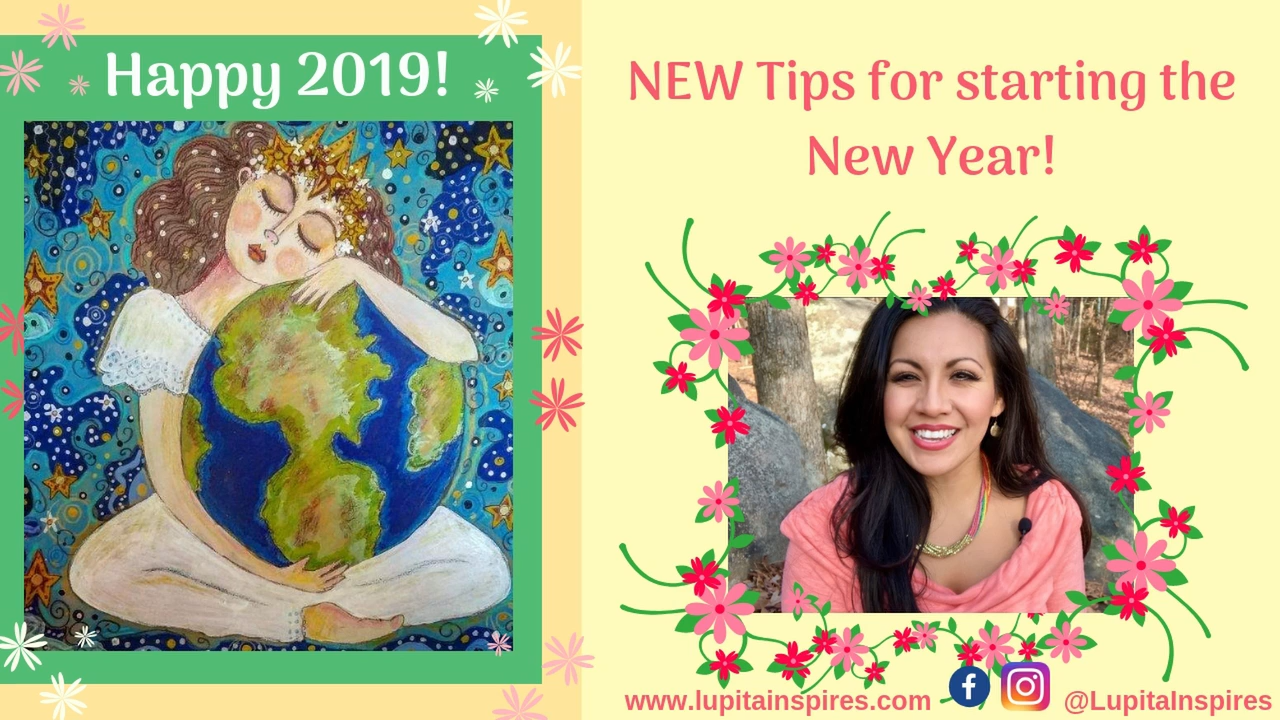 Happy 2019!
NEW Tips for starting the
New Year!
www.lupitainspires.com
@LupitaInspires